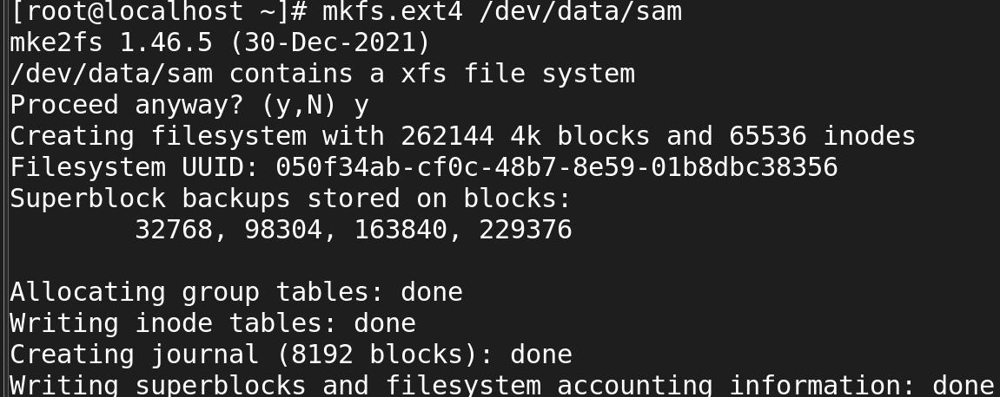 [root@localhost ~]# mkfs.ext4 /dev/data/sam
mke2fs 1.46.5 (30-Dec-2021)
/dev/data/sam contains a xfs file system
Proceed anyway? (y,N) y
Creating filesystem with 262144 4k blocks and 65536 inodes
Filesystem UUID: 050f34ab-cf0c-48b7-8e59-01b8dbc38356
Superblock backups stored on blocks:
32768, 98304, 163840, 229376
Allocating group tables: done
Writing inode tables: done
Creating journal (8192 blocks): done
Writing superblocks and filesystem accounting information: done